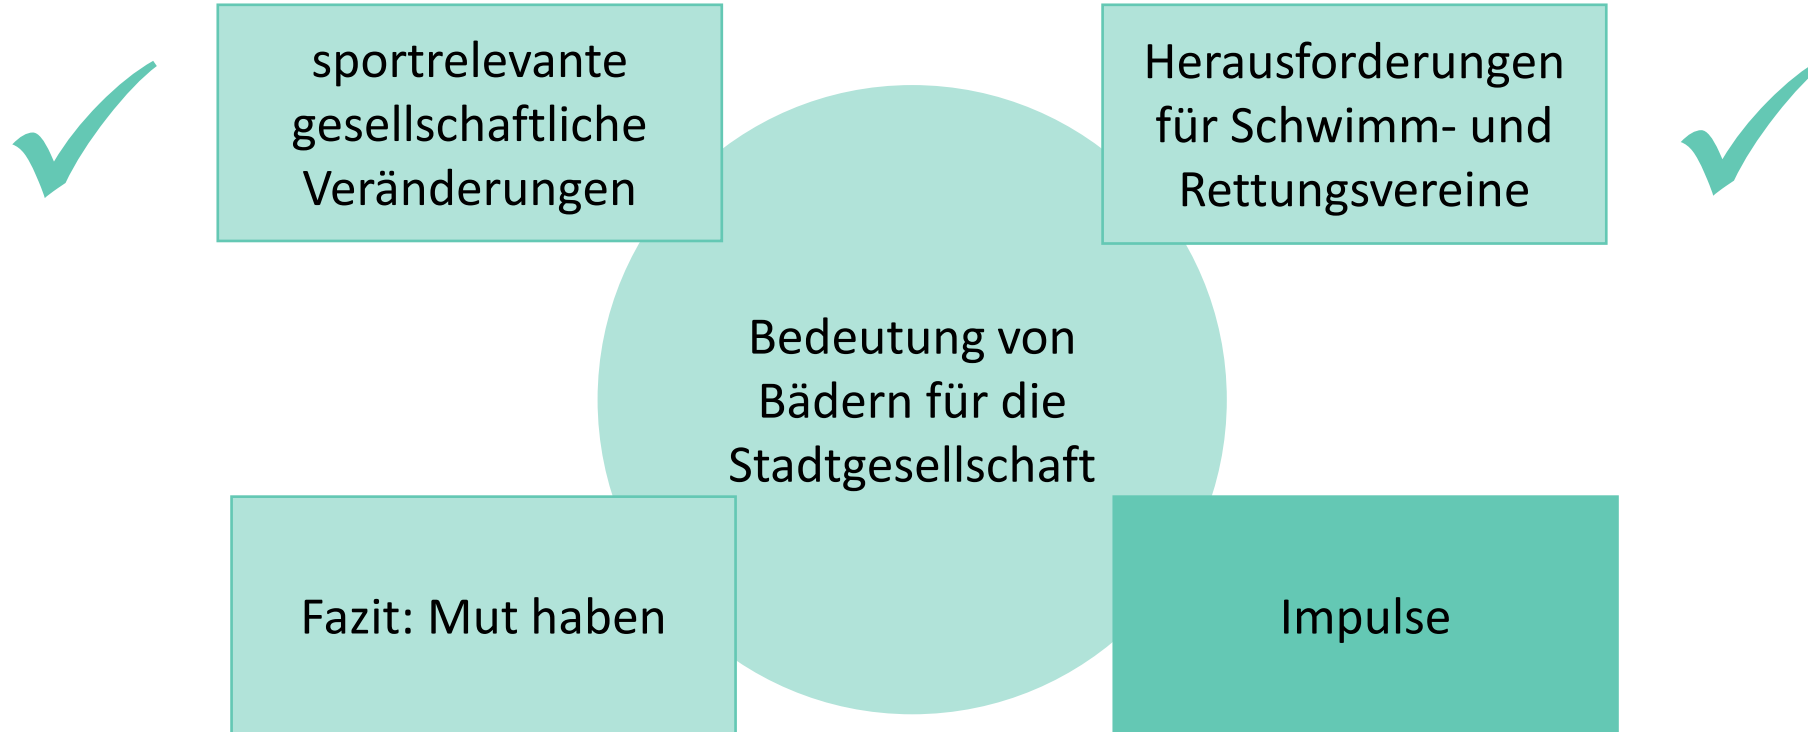 sportrelevante
gesellschaftliche
Veränderungen
Herausforderungen
für Schwimm- und
Rettungsvereine
Bedeutung von
Bädern für die
Stadtgesellschaft
Fazit: Mut haben
Impulse